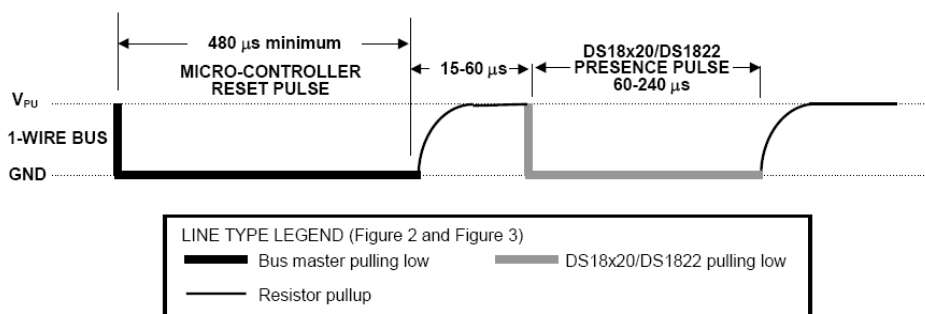 480 μs minimum
MICRO-CONTROLLER
RESET PULSE
15-60 μs
DS18x20/DS1822
PRESENCE PULSE
60-240 μs
VPU
1-WIRE BUS
GND
LINE TYPE LEGEND (Figure 2 and Figure 3)
Bus master pulling low
DS18x20/DS1822 pulling low
Resistor pullup